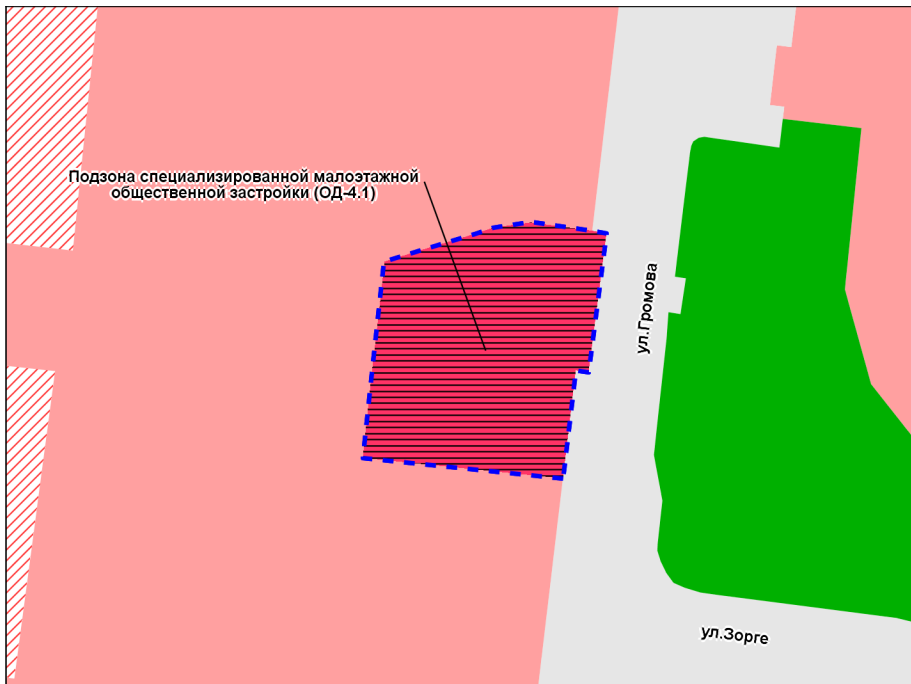 Подзона специализированной малоэтажной
общественной застройки (ОД-4.1)
ул.Громова
ул.Зорге